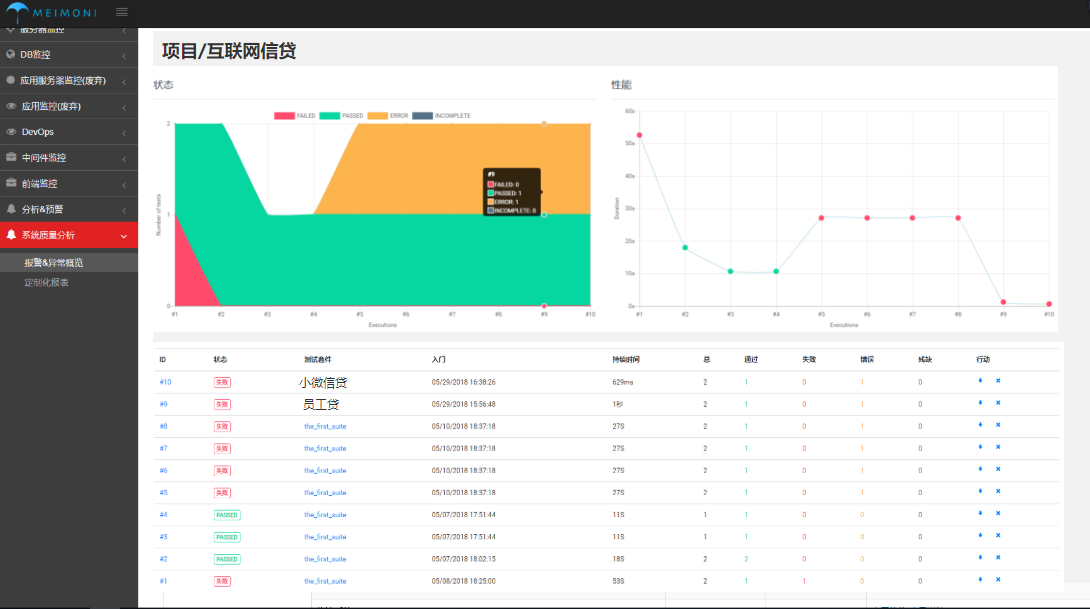 MEIMONI
服务器监控
DB监控
应用服务器监控(废弃)
应用监控(废弃)
DevOps
中间件监控
前端监控
分析&预警
系统质量分析
报警&异常概览
定制化报表
项目/互联网信贷
状态
FAILED PASSED ERROR INCOMPLETE
Number of tests
2
1
0
#9
FAILED: 0
PASSED: 1
ERROR: 1
INCOMPLETE: 0
#1 #2 #3 #4 #5 #6 #7 #8 #9 #10
Executions
性能
Duration
60s
50s
40s
30s
20s
10s
0s
#1 #2 #3 #4 #5 #6 #7 #8 #9 #10
Executions
ID 状态 测试套件 入门 持续时间 总 通过 失败 错误 残缺 行动
#10 失败 小微信贷 05/29/2018 16:38:26 629ms 2 1 0 1 0
#9 失败 员工贷 05/29/2018 15:56:48 1秒 2 1 0 1 0
#8 失败 the_first_suite 05/10/2018 18:37:18 27S 2 1 0 1 0
#7 失败 the_first_suite 05/10/2018 18:37:18 27S 2 1 0 1 0
#6 失败 the_first_suite 05/10/2018 18:37:18 27S 2 1 0 1 0
#5 失败 the_first_suite 05/10/2018 18:37:18 27S 2 1 0 1 0
#4 PASSED the_first_suite 05/07/2018 17:51:44 11S 1 1 0 0 0
#3 PASSED the_first_suite 05/07/2018 17:51:44 11S 1 1 0 0 0
#2 PASSED the_first_suite 05/07/2018 18:02:15 18S 2 2 0 0 0
#1 失败 the_first_suite 05/08/2018 18:25:00 53S 2 1 1 0 0